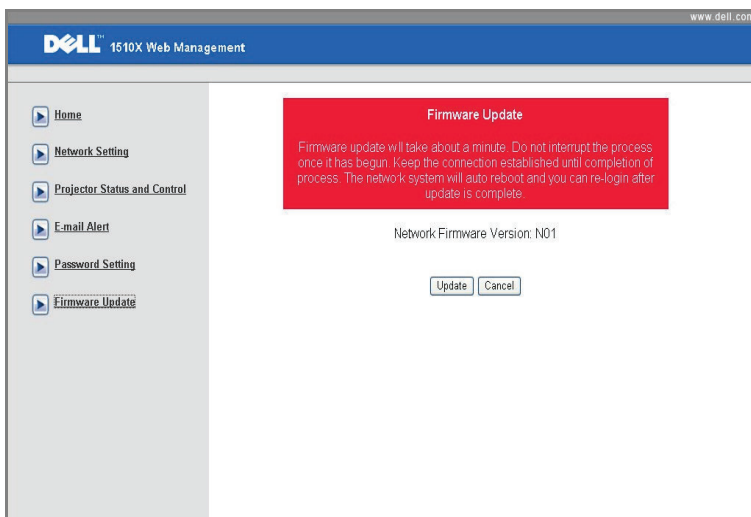 www.dell.com
DELL™ 1510X Web Management
Home
Network Setting
Projector Status and Control
E-mail Alert
Password Setting
Firmware Update
Firmware Update
Firmware update will take about a minute. Do not interrupt the process
once it has begun. Keep the connection established until completion of
process. The network system will auto reboot and you can re-login after
update is complete.
Network Firmware Version: N01
Update Cancel